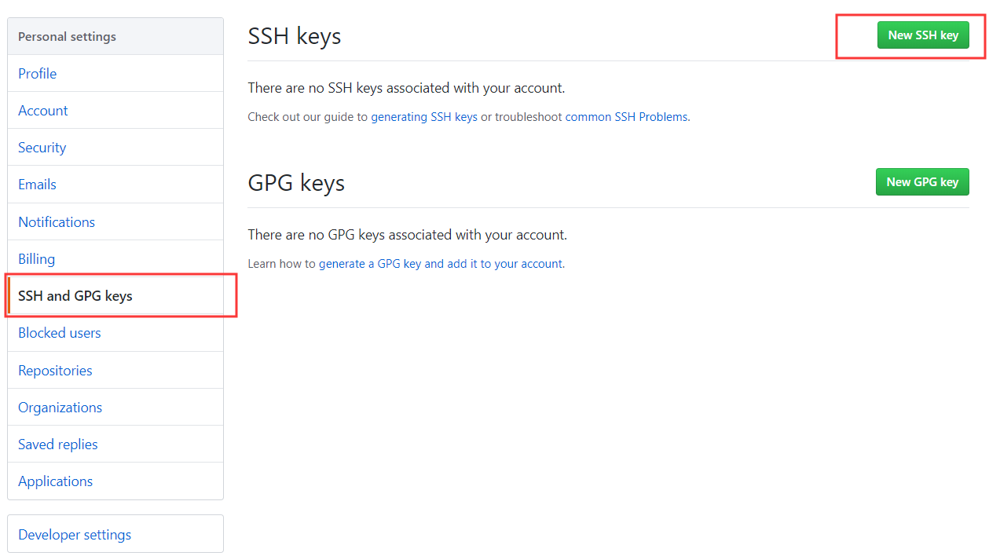 Personal settings
Profile
Account
Security
Emails
Notifications
Billing
SSH and GPG keys
Blocked users
Repositories
Organizations
Saved replies
Applications
Developer settings
SSH keys
New SSH key
There are no SSH keys associated with your account.
Check out our guide to generating SSH keys or troubleshoot common SSH Problems.
GPG keys
New GPG key
There are no GPG keys associated with your account.
Learn how to generate a GPG key and add it to your account.